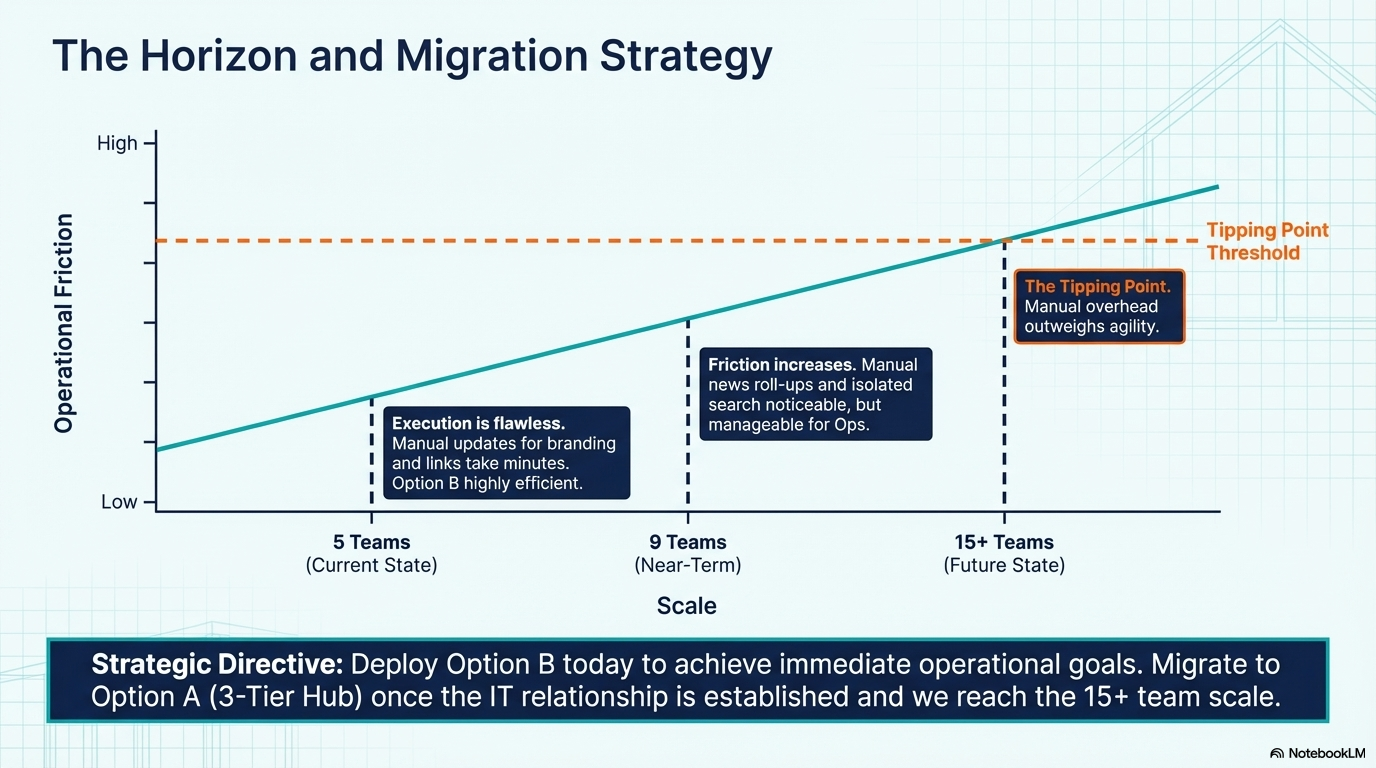 The Horizon and Migration Strategy
High
Operational Friction
Low
Tipping Point
Threshold
The Tipping Point.
Manual overhead
outweighs agility.
Friction increases. Manual
news roll-ups and isolated
search noticeable, but
manageable for Ops.
Execution is flawless.
Manual updates for branding
and links take minutes.
Option B highly efficient.
5 Teams
(Current State)
9 Teams
(Near-Term)
15+ Teams
(Future State)
Scale
Strategic Directive: Deploy Option B today to achieve immediate operational goals. Migrate to
Option A (3-Tier Hub) once the IT relationship is established and we reach the 15+ team scale.
NotebookLM